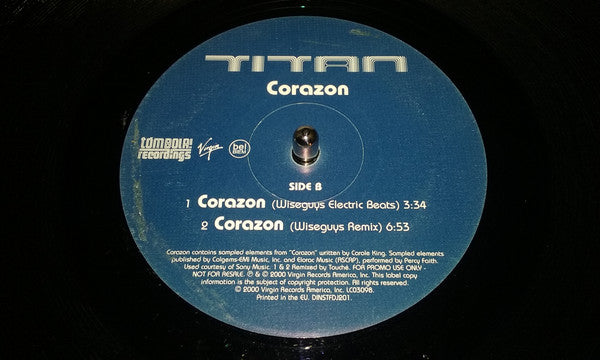 TITAN
Corazon
TOMBOLA!
recordings
Virgin
bel
SIDE B
1 Corazon (Wiseguys Electric Beats) 3:34
2 Corazon (Wiseguys Remix) 6:53
Corazon contains sampled elements from "Corazon" written by Carole King. Sampled elements
published by Colgems-EMI Music, Inc. and Elorac Music (ASCAP), performed by Percy Faith.
Used courtesy of Sony Music. 1 & 2 Remixed by Touché. FOR PROMO USE ONLY -
NOT FOR RESALE. ℗ & © 2000 Virgin Records America, Inc. This label copy
information is the subject of copyright protection. All rights reserved.
© 2000 Virgin Records America, Inc. LC03098.
Printed in the EU. DINSTFDJ201.